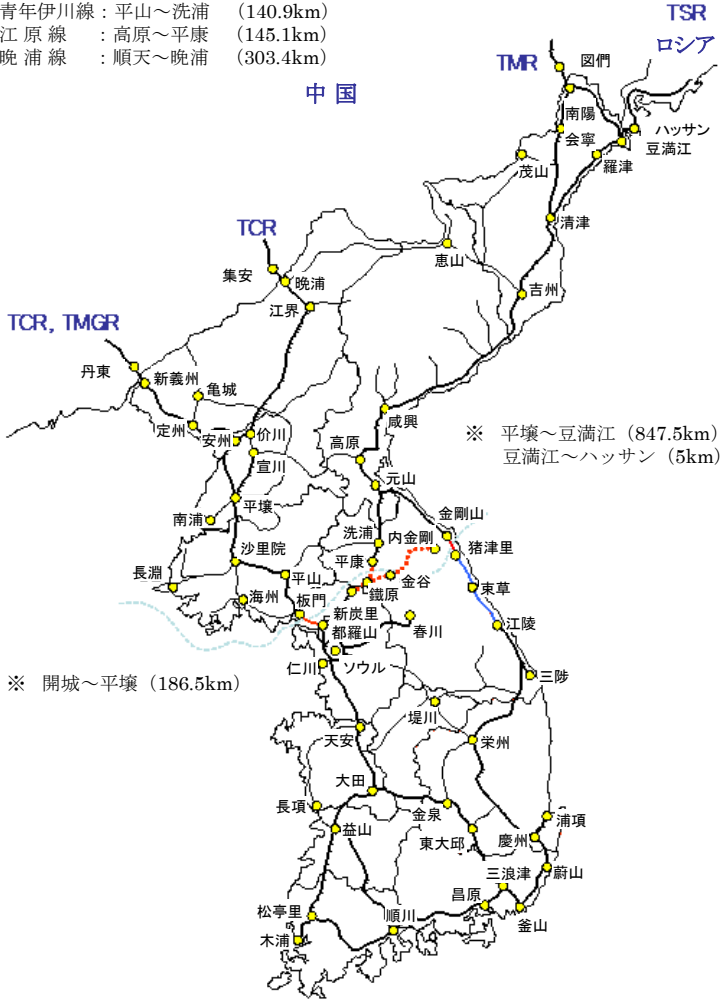 青年伊川線：平山～洗浦 (140.9km)
江原線 ：高原～平康 (145.1km)
晩浦線 ：順天～晩浦 (303.4km)
TSR
ロシア
TMR
図們
中国
南陽
会寧
ハッサン
豆満江
羅津
茂山
清津
TCR
恵山
集安
晩浦
吉州
江界
TCR, TMGR
丹東
新義州
亀城
定州
安州
价川
宣川
咸興
高原
※ 平壌～豆満江 (847.5km)
豆満江～ハッサン (5km)
元山
平壌
南浦
金剛山
洗浦
内金剛
猪津里
沙里院
平康
長淵
平山
金谷
鐵原
束草
海州
板門
新炭里
都羅山
春川
江陵
仁川
ソウル
※ 開城～平壌 (186.5km)
三陟
堤川
天安
栄州
大田
長項
金泉
浦項
益山
東大邱
慶州
三浪津
蔚山
昌原
松亭里
順川
釜山
木浦